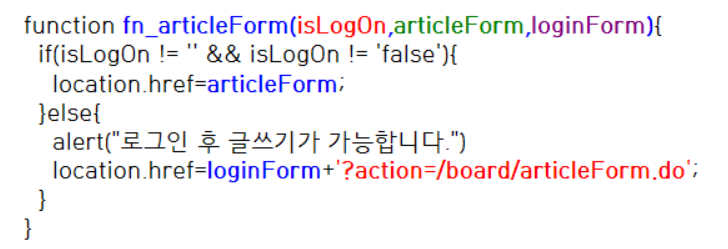 function fn_articleForm(isLogOn,articleForm,loginForm){
if(isLogOn != '' && isLogOn != 'false'){
location.href=articleForm;
}else{
alert("로그인 후 글쓰기가 가능합니다.")
location.href=loginForm+'?action=/board/articleForm.do';
}
}